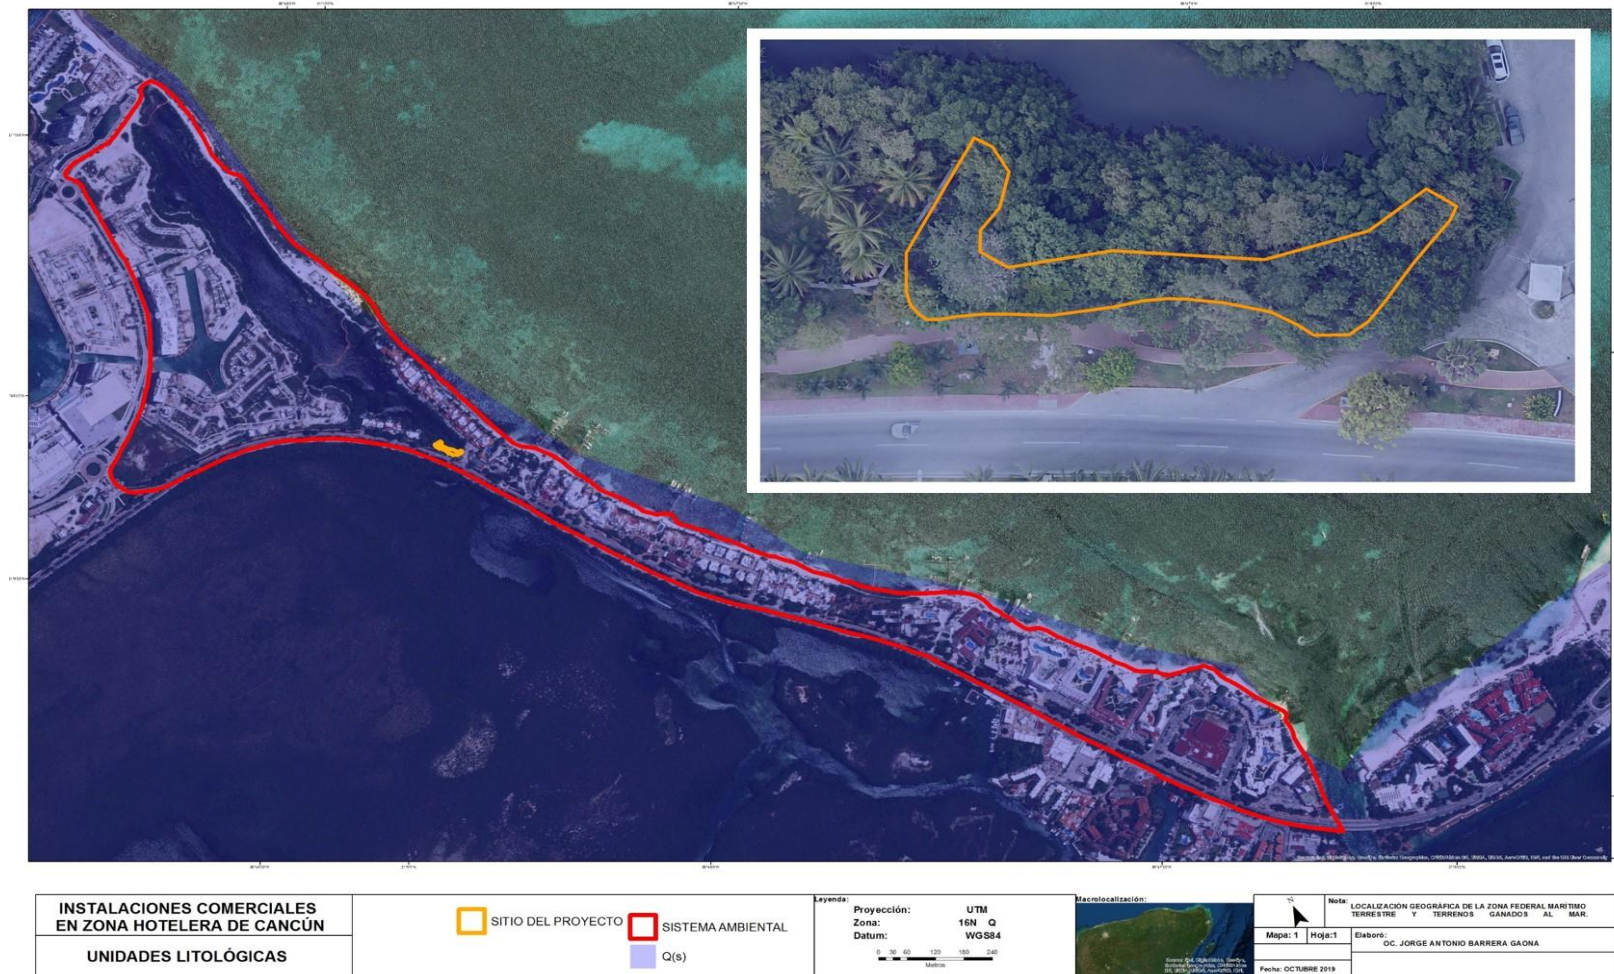 INSTALACIONES COMERCIALES
EN ZONA HOTELERA DE CANCÚN
UNIDADES LITOLÓGICAS
SITIO DEL PROYECTO
SISTEMA AMBIENTAL
Q(s)
Leyenda:
Proyección: UTM
Zona: 16N Q
Datum: WGS84
0 30 60 120 180 240
Metros
Macrolocalización:
N
Nota:
LOCALIZACIÓN GEOGRÁFICA DE LA ZONA FEDERAL MARÍTIMO
TERRESTRE Y TERRENOS GANADOS AL MAR.
Mapa: 1 Hoja:1
Elaboró:
OC. JORGE ANTONIO BARRERA GAONA
Fecha: OCTUBRE 2019